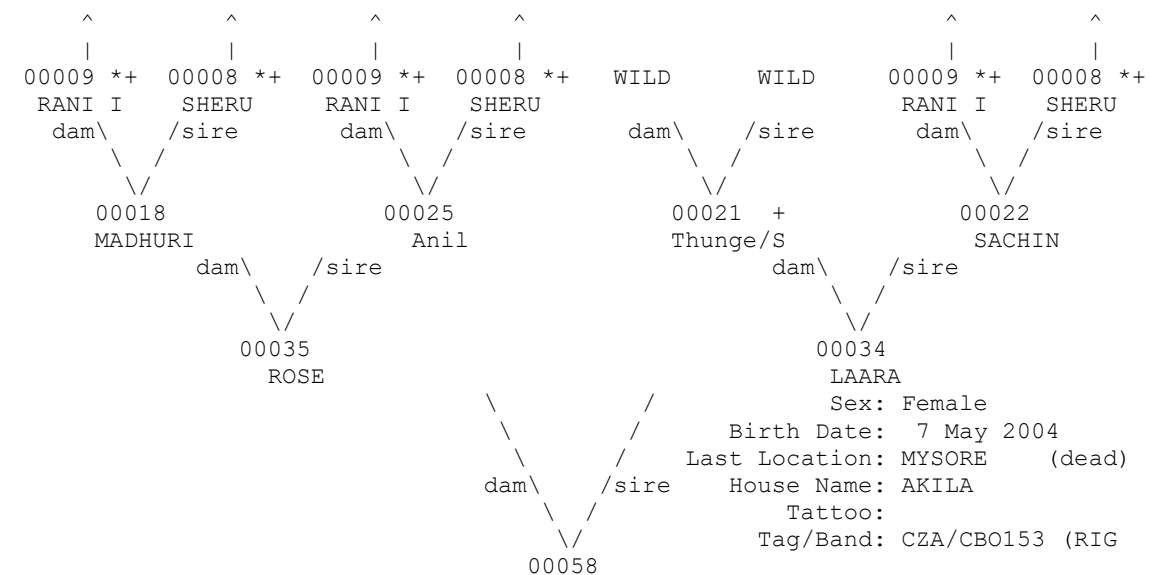 ^ ^ ^ ^ ^ ^
| | | | | |
00009 *+ 00008 *+ 00009 *+ 00008 *+ WILD WILD 00009 *+ 00008 *+
RANI I SHERU RANI I SHERU RANI I SHERU
dam\ /sire dam\ /sire dam\ /sire dam\ /sire
\ / \ / \ / \ /
\/ \/ \/ \/
00018 00025 00021 + 00022
MADHURI Anil Thunge/S SACHIN
dam\ /sire dam\ /sire
\ / \ /
\/ \/
00035 00034
ROSE LAARA
\ / Sex: Female
\ / Birth Date: 7 May 2004
\ / Last Location: MYSORE (dead)
dam\ /sire House Name: AKILA
\ / Tattoo:
\/ Tag/Band: CZA/CBO153 (RIG
00058